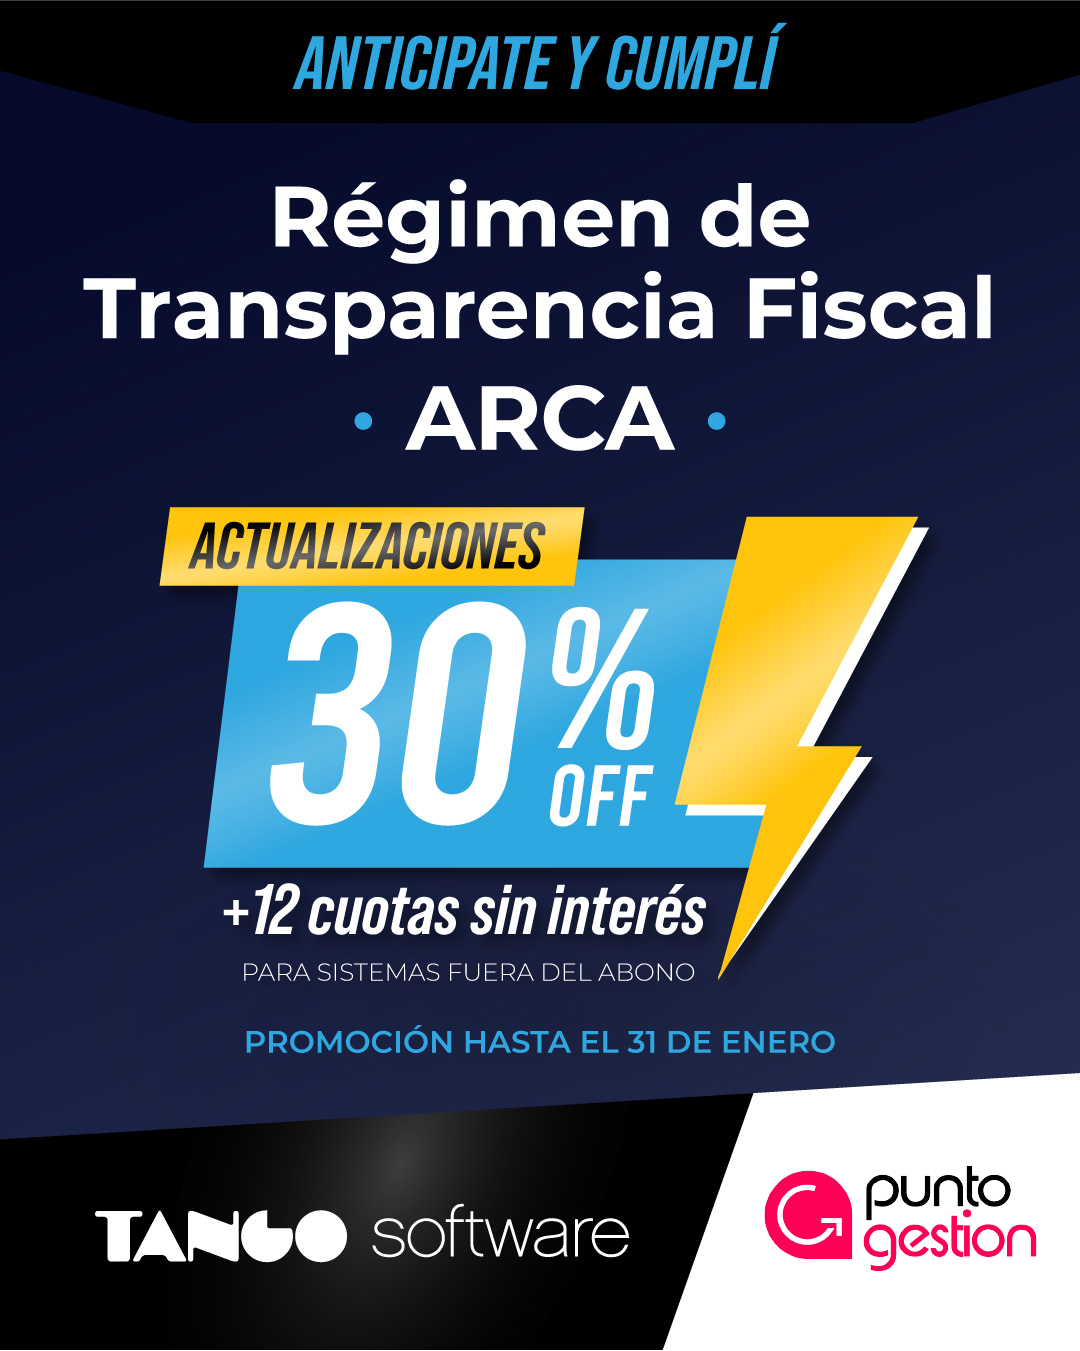 ANTICIPATE Y CUMPLÍ
Régimen de
Transparencia Fiscal
• ARCA •
ACTUALIZACIONES
30%
OFF
+12 cuotas sin interés
PARA SISTEMAS FUERA DEL ABONO
PROMOCIÓN HASTA EL 31 DE ENERO
TANGO software
punto
gestion